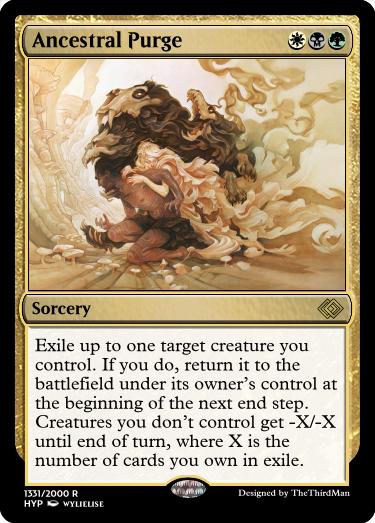 Ancestral Purge
Sorcery
Exile up to one target creature you
control. If you do, return it to the
battlefield under its owner's control at
the beginning of the next end step.
Creatures you don't control get -X/-X
until end of turn, where X is the
number of cards you own in exile.
1331/2000 R
HYP WYLIELISE
Designed by TheThirdMan